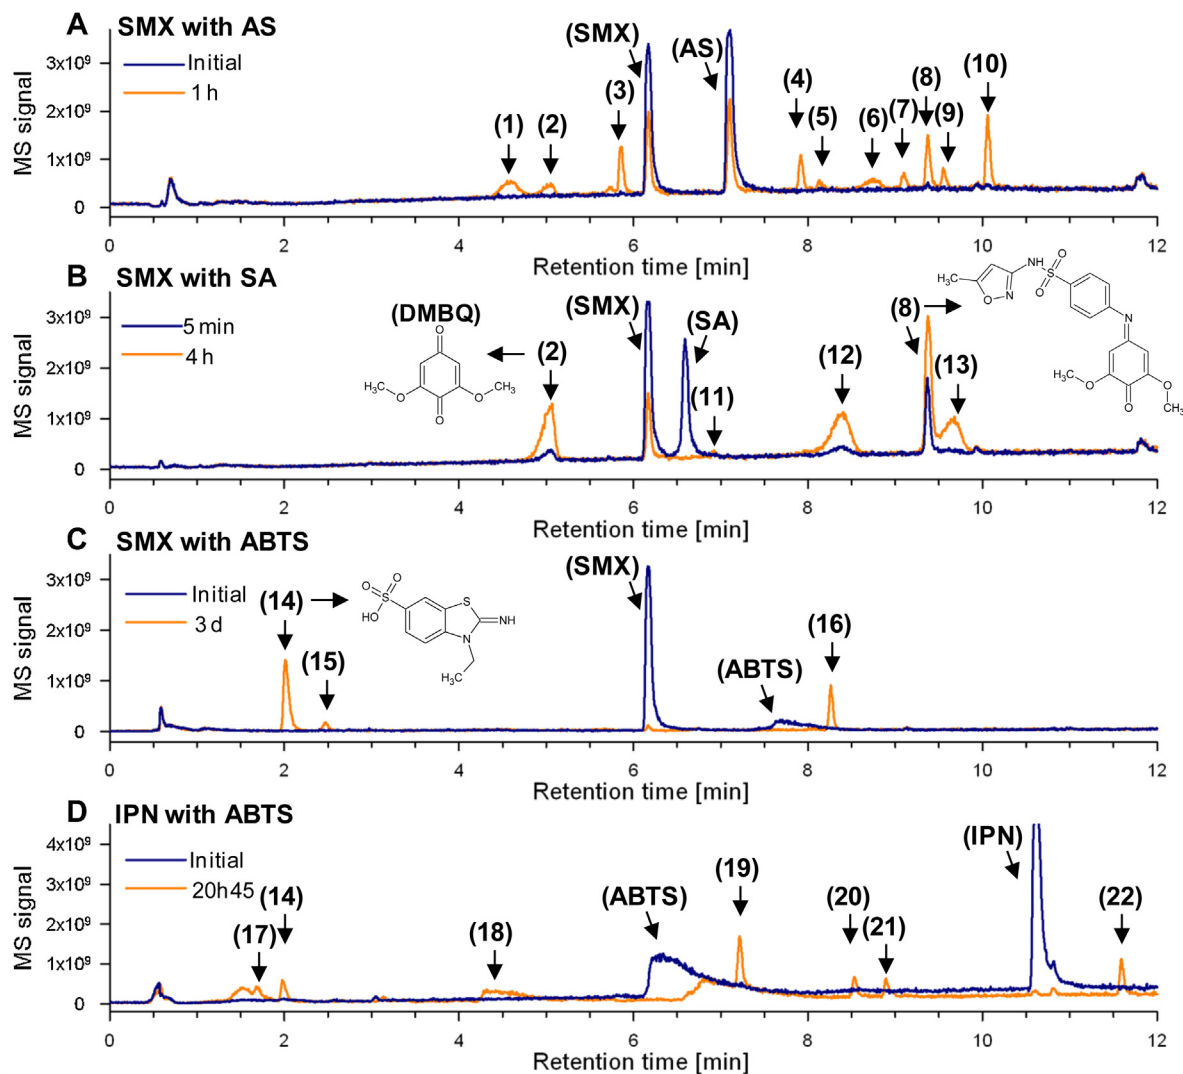 A SMX with AS
Initial
1 h
(1)
(2)
(3)
(SMX)
(AS)
(4)
(5)
(6)
(7)
(8)
(9)
(10)
MS signal
3x10⁹
2x10⁹
1x10⁹
0
0 2 4 6 8 10 12
Retention time [min]
B SMX with SA
5 min
4 h
(DMBQ)
O
H₃C O O CH₃
O
(2)
(SMX)
(SA)
(11)
(12)
(8)
(13)
H₃C O N NH O S O
N
H₃C O O CH₃
O
MS signal
3x10⁹
2x10⁹
1x10⁹
0
0 2 4 6 8 10 12
Retention time [min]
C SMX with ABTS
Initial
3 d
(14)
(15)
O O
S
HO
S
NH
N
H₃C
(SMX)
(ABTS)
(16)
MS signal
3x10⁹
2x10⁹
1x10⁹
0
0 2 4 6 8 10 12
Retention time [min]
D IPN with ABTS
Initial
20h45
(17)
(14)
(18)
(ABTS)
(19)
(20)
(21)
(IPN)
(22)
MS signal
4x10⁹
3x10⁹
2x10⁹
1x10⁹
0
0 2 4 6 8 10 12
Retention time [min]